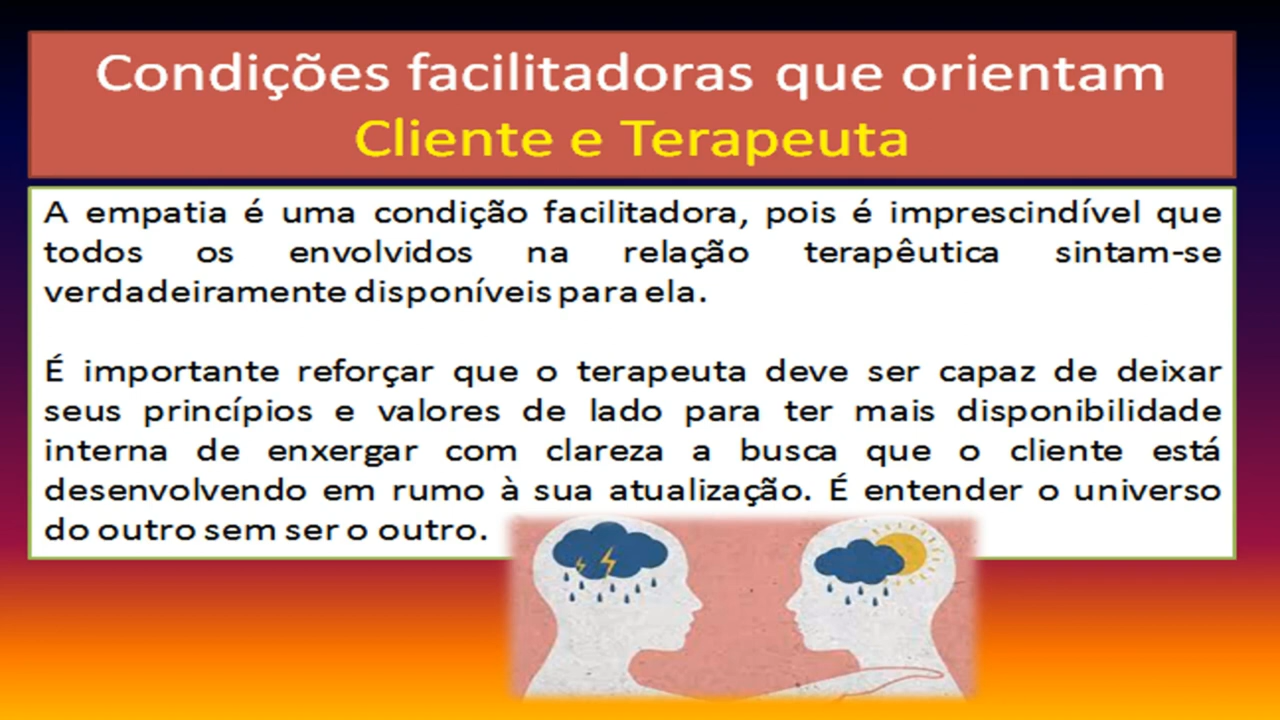 Condições facilitadoras que orientam
Cliente e Terapeuta
A empatia é uma condição facilitadora, pois é imprescindível que
todos os envolvidos na relação terapêutica sintam-se
verdadeiramente disponíveis para ela.
É importante reforçar que o terapeuta deve ser capaz de deixar
seus princípios e valores de lado para ter mais disponibilidade
interna de enxergar com clareza a busca que o cliente está
desenvolvendo em rumo à sua atualização. É entender o universo
do outro sem ser o outro.